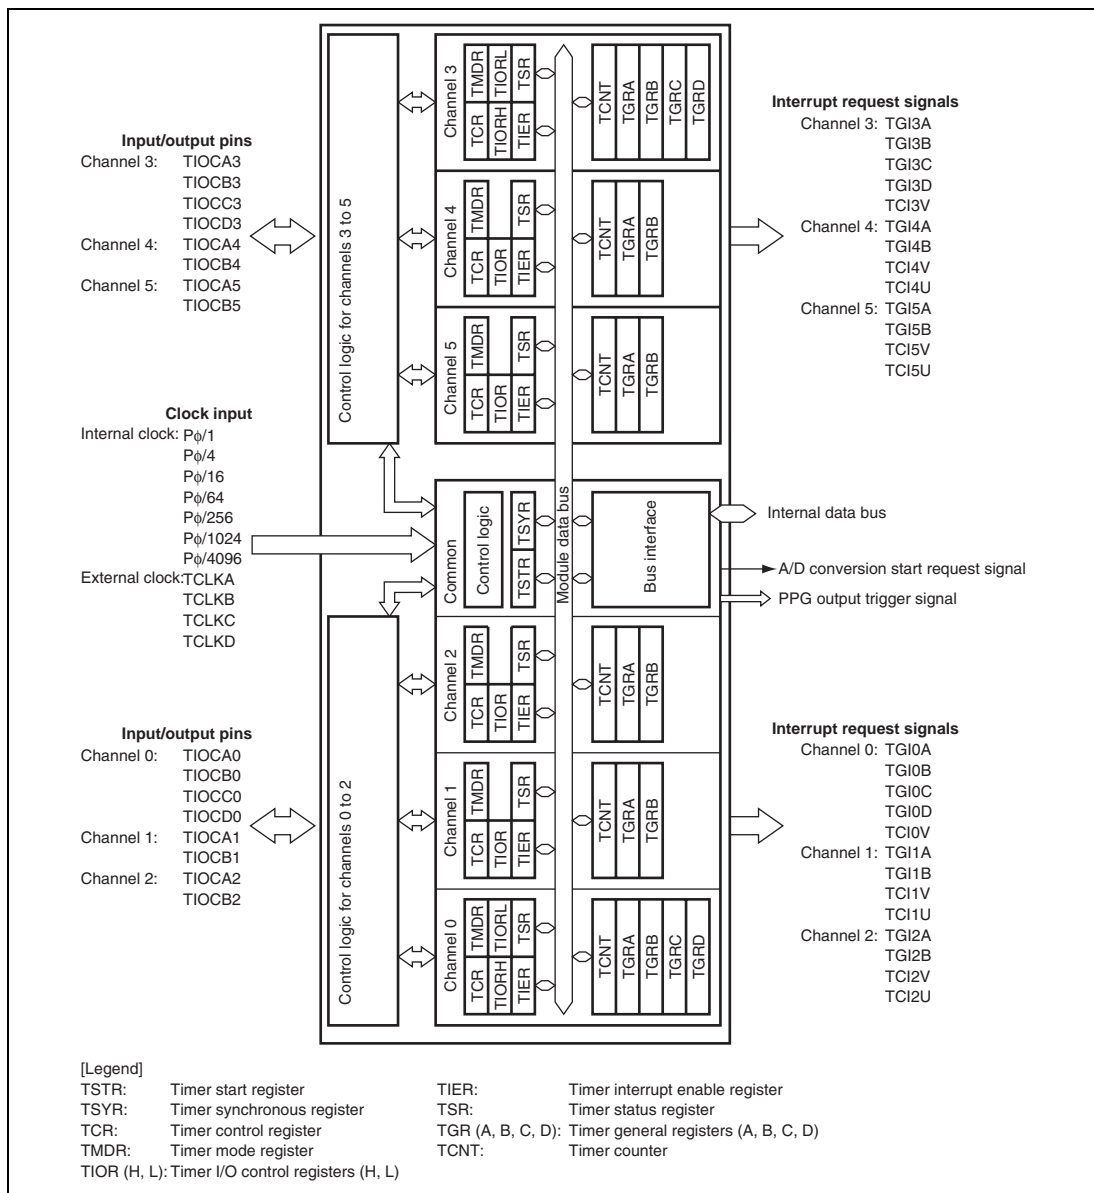 Input/output pins
Channel 3: TIOCA3
TIOCB3
TIOCC3
TIOCD3
Channel 4: TIOCA4
TIOCB4
Channel 5: TIOCA5
TIOCB5
Clock input
Internal clock: Pϕ/1
Pϕ/4
Pϕ/16
Pϕ/64
Pϕ/256
Pϕ/1024
Pϕ/4096
External clock: TCLKA
TCLKB
TCLKC
TCLKD
Input/output pins
Channel 0: TIOCA0
TIOCB0
TIOCC0
TIOCD0
Channel 1: TIOCA1
TIOCB1
Channel 2: TIOCA2
TIOCB2
Control logic for channels 3 to 5
Control logic for channels 0 to 2
Channel 3
TCR
TMDR
TIORH
TIORL
TIER
TSR
TCNT
TGRA
TGRB
TGRC
TGRD
Channel 4
TCR
TMDR
TIOR
TIER
TSR
TCNT
TGRA
TGRB
Channel 5
TCR
TMDR
TIOR
TIER
TSR
TCNT
TGRA
TGRB
Common
Control logic
TSTR
TSYR
Module data bus
Bus interface
Channel 2
TCR
TMDR
TIOR
TIER
TSR
TCNT
TGRA
TGRB
Channel 1
TCR
TMDR
TIOR
TIER
TSR
TCNT
TGRA
TGRB
Channel 0
TCR
TMDR
TIORH
TIORL
TIER
TSR
TCNT
TGRA
TGRB
TGRC
TGRD
Interrupt request signals
Channel 3: TGI3A
TGI3B
TGI3C
TGI3D
TCI3V
Channel 4: TGI4A
TGI4B
TCI4V
TCI4U
Channel 5: TGI5A
TGI5B
TCI5V
TCI5U
Internal data bus
A/D conversion start request signal
PPG output trigger signal
Interrupt request signals
Channel 0: TGI0A
TGI0B
TGI0C
TGI0D
TCI0V
Channel 1: TGI1A
TGI1B
TCI1V
TCI1U
Channel 2: TGI2A
TGI2B
TCI2V
TCI2U
[Legend]
TSTR: Timer start register
TSYR: Timer synchronous register
TCR: Timer control register
TMDR: Timer mode register
TIOR (H, L): Timer I/O control registers (H, L)
TIER: Timer interrupt enable register
TSR: Timer status register
TGR (A, B, C, D): Timer general registers (A, B, C, D)
TCNT: Timer counter